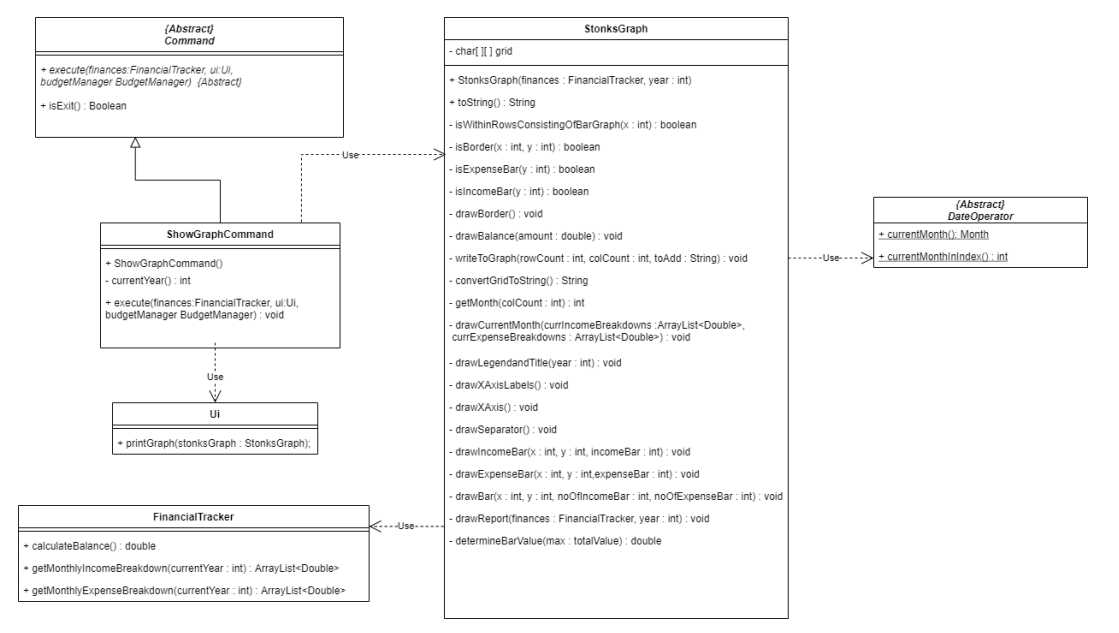 {Abstract}
Command
+ execute(finances:FinancialTracker, ui:Ui,
budgetManager BudgetManager) {Abstract}
+ isExit() : Boolean
Use
ShowGraphCommand
+ ShowGraphCommand()
- currentYear() : int
+ execute(finances:FinancialTracker, ui:Ui,
budgetManager BudgetManager) : void
Use
Ui
+ printGraph(stonksGraph : StonksGraph);
FinancialTracker
+ calculateBalance() : double
+ getMonthlyIncomeBreakdown(currentYear : int) : ArrayList<Double>
+ getMonthlyExpenseBreakdown(currentYear : int) : ArrayList<Double>
Use
StonksGraph
- char[ ][ ] grid
+ StonksGraph(finances : FinancialTracker, year : int)
+ toString() : String
- isWithinRowsConsistingOfBarGraph(x : int) : boolean
- isBorder(x : int, y : int) : boolean
- isExpenseBar(y : int) : boolean
- isIncomeBar(y : int) : boolean
- drawBorder() : void
- drawBalance(amount : double) : void
- writeToGraph(rowCount : int, colCount : int, toAdd : String) : void
- convertGridToString() : String
- getMonth(colCount : int) : int
- drawCurrentMonth(currIncomeBreakdowns :ArrayList<Double>,
currExpenseBreakdowns : ArrayList<Double>) : void
- drawLegendandTitle(year : int) : void
- drawXAxisLabels() : void
- drawXAxis() : void
- drawSeparator() : void
- drawIncomeBar(x : int, y : int, incomeBar : int) : void
- drawExpenseBar(x : int, y : int,expenseBar : int) : void
- drawBar(x : int, y : int, noOfIncomeBar : int, noOfExpenseBar : int) : void
- drawReport(finances : FinancialTracker, year : int) : void
- determineBarValue(max : totalValue) : double
Use
{Abstract}
DateOperator
+ currentMonth(): Month
+ currentMonthInIndex() : int